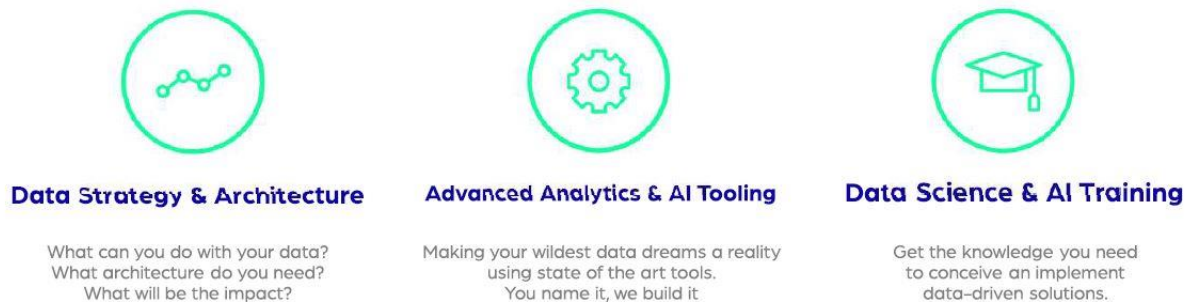 Data Strategy & Architecture
What can you do with your data?
What architecture do you need?
What will be the impact?
Advanced Analytics & AI Tooling
Making your wildest data dreams a reality
using state of the art tools.
You name it, we build it
Data Science & AI Training
Get the knowledge you need
to conceive an implement
data-driven solutions.